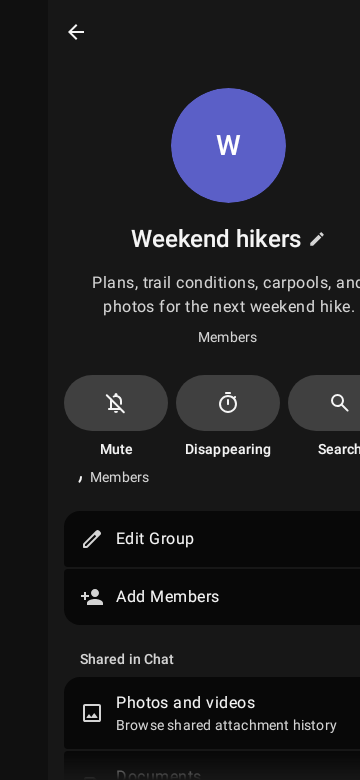 W
Weekend hikers
Plans, trail conditions, carpools, and
photos for the next weekend hike.
Members
Mute
Disappearing
Search
Members
Edit Group
Add Members
Shared in Chat
Photos and videos
Browse shared attachment history
Documents